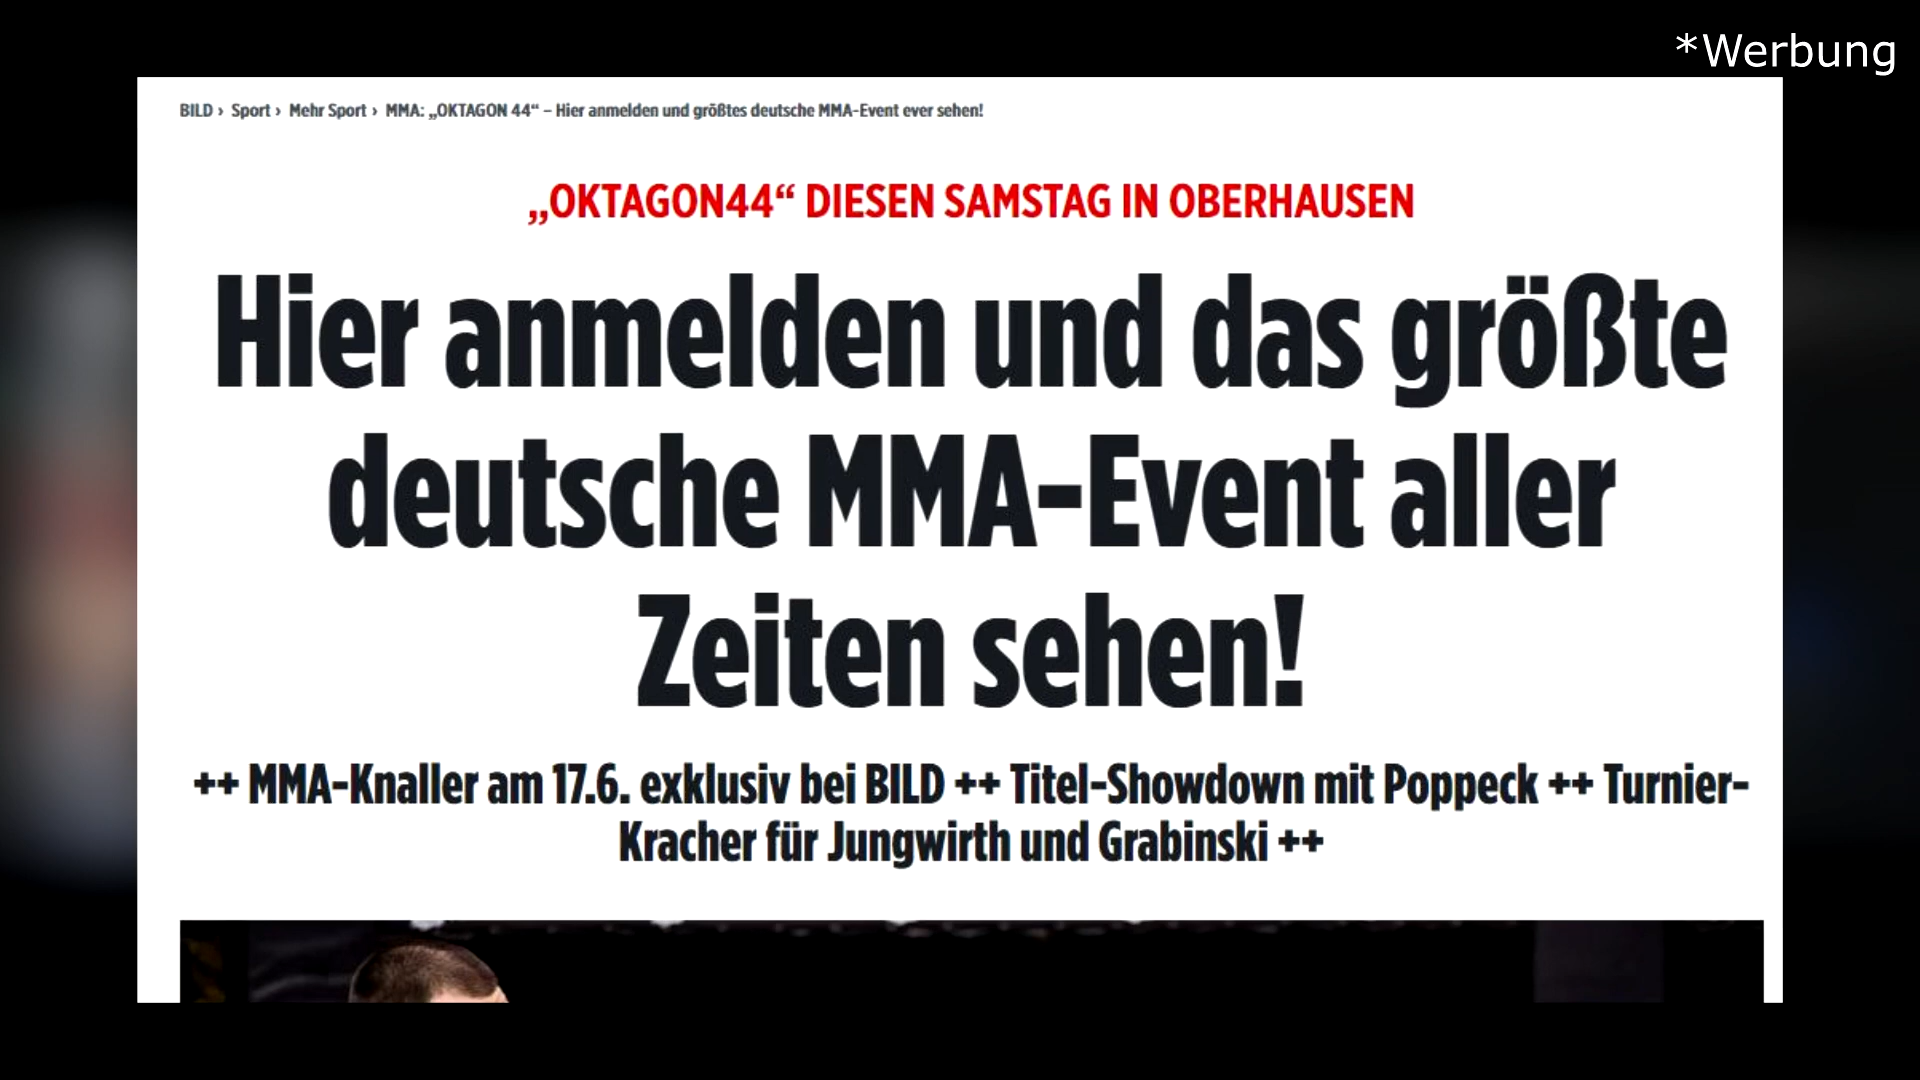 *Werbung
BILD › Sport › Mehr Sport › MMA: „OKTAGON 44“ – Hier anmelden und größtes deutsche MMA-Event ever sehen!
„OKTAGON44“ DIESEN SAMSTAG IN OBERHAUSEN
Hier anmelden und das größte
deutsche MMA-Event aller
Zeiten sehen!
++ MMA-Knaller am 17.6. exklusiv bei BILD ++ Titel-Showdown mit Poppeck ++ Turnier-
Kracher für Jungwirth und Grabinski ++